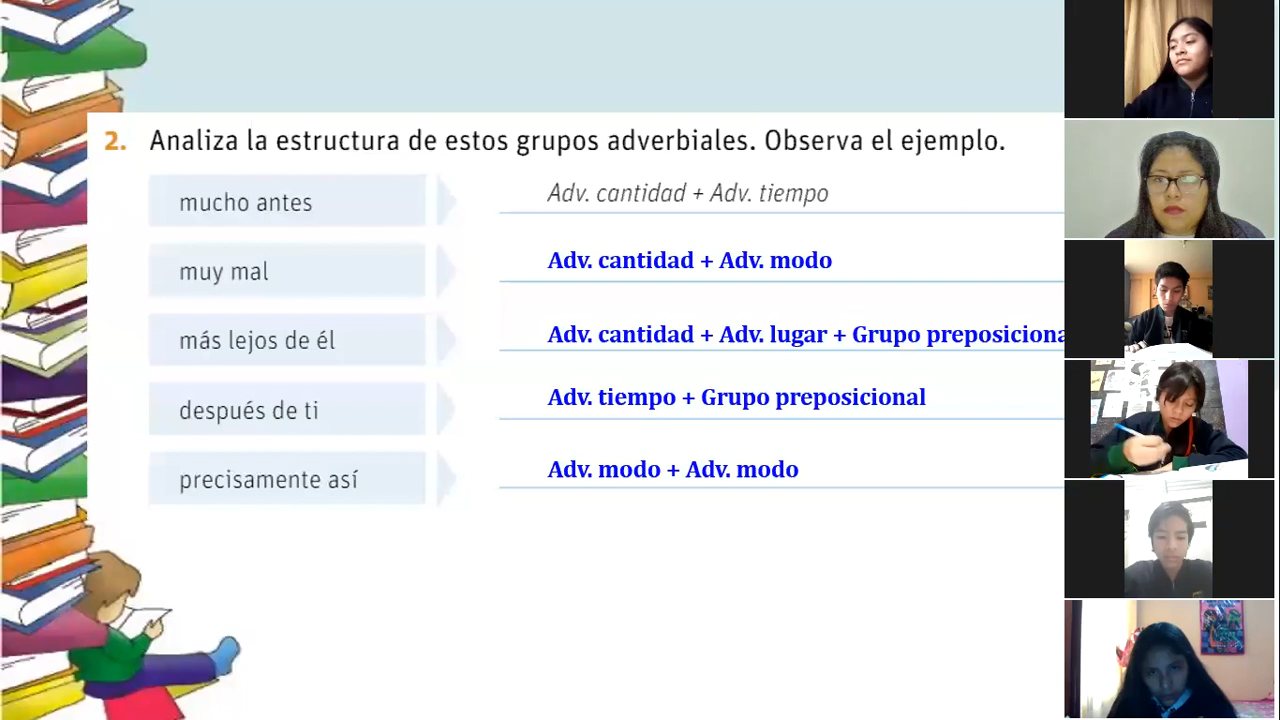 2. Analiza la estructura de estos grupos adverbiales. Observa el ejemplo.
mucho antes
Adv. cantidad + Adv. tiempo
muy mal
Adv. cantidad + Adv. modo
más lejos de él
Adv. cantidad + Adv. lugar + Grupo preposiciona
después de ti
Adv. tiempo + Grupo preposicional
precisamente así
Adv. modo + Adv. modo